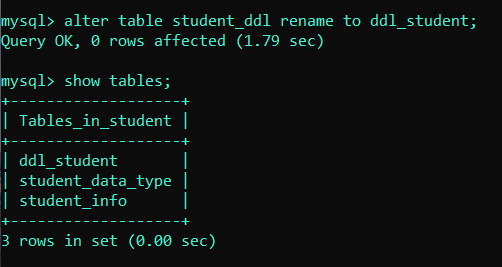 mysql> alter table student_ddl rename to ddl_student;
Query OK, 0 rows affected (1.79 sec)
mysql> show tables;
+-------------------+
| Tables_in_student |
+-------------------+
| ddl_student       |
| student_data_type |
| student_info      |
+-------------------+
3 rows in set (0.00 sec)